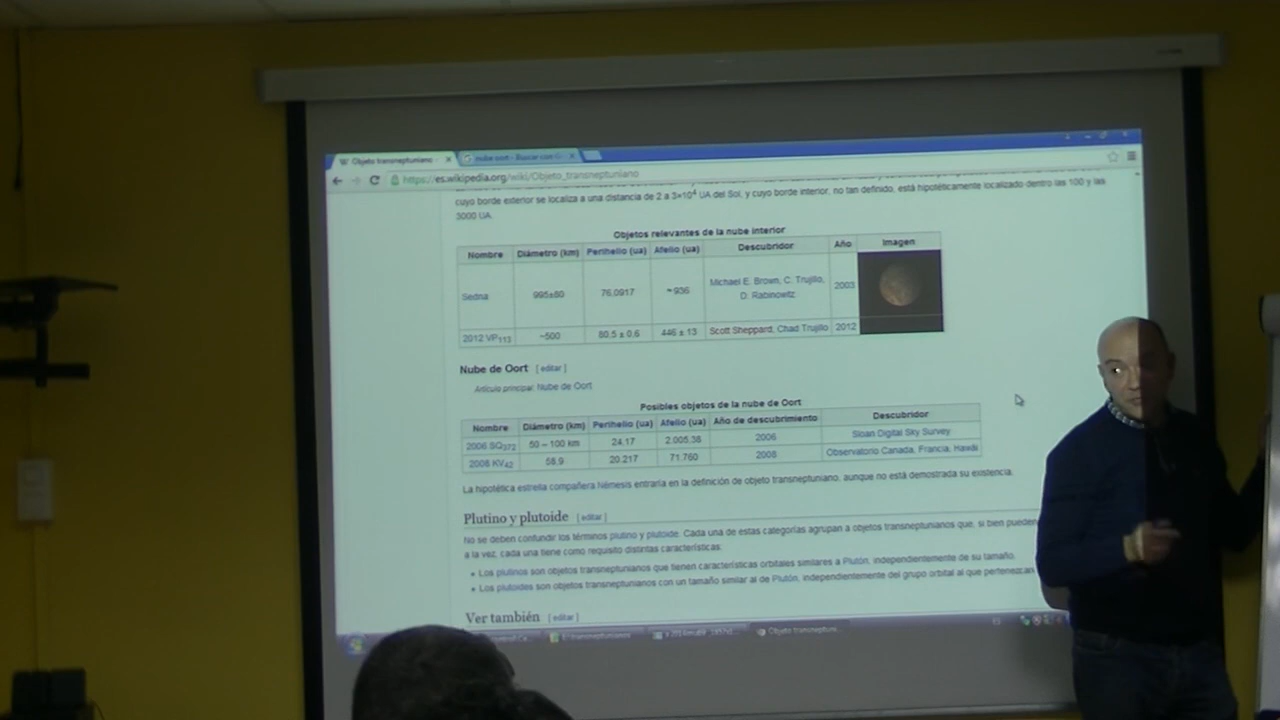 Objeto transneptuniano
nube oort - Buscar con G
https://es.wikipedia.org/wiki/Objeto_transneptuniano
cuyo borde exterior se localiza a una distancia de 2 a 3×10⁴ UA del Sol, y cuyo borde interior, no tan definido, está hipotéticamente localizado dentro las 100 y las
3000 UA.
Objetos relevantes de la nube interior
Nombre Diámetro (km) Perihelio (ua) Afelio (ua) Descubridor Año Imagen
Sedna 995±80 76,0917 ~936 Michael E. Brown, C. Trujillo, 2003
D. Rabinowitz
2012 VP₁₁₃ ~500 80.5 ± 0.6 446 ± 13 Scott Sheppard, Chad Trujillo 2012
Nube de Oort [editar]
Artículo principal: Nube de Oort
Posibles objetos de la nube de Oort
Nombre Diámetro (km) Perihelio (ua) Afelio (ua) Año de descubrimiento Descubridor
2006 SQ₃₇₂ 50 – 100 km 24.17 2.005,38 2006 Sloan Digital Sky Survey
2008 KV₄₂ 58.9 20.217 71.760 2008 Observatorio Canada, Francia, Hawái
La hipotética estrella compañera Némesis entraría en la definición de objeto transneptuniano, aunque no está demostrada su existencia.
Plutino y plutoide [editar]
No se deben confundir los términos plutino y plutoide. Cada una de estas categorías agrupan a objetos transneptunianos que, si bien pueden
a la vez, cada una tiene como requisito distintas características:
• Los plutinos son objetos transneptunianos que tienen características orbitales similares a Plutón, independientemente de su tamaño.
• Los plutoides son objetos transneptunianos con un tamaño similar al de Plutón, independientemente del grupo orbital al que pertenezcan
Ver también [editar]
Objeto transneptun